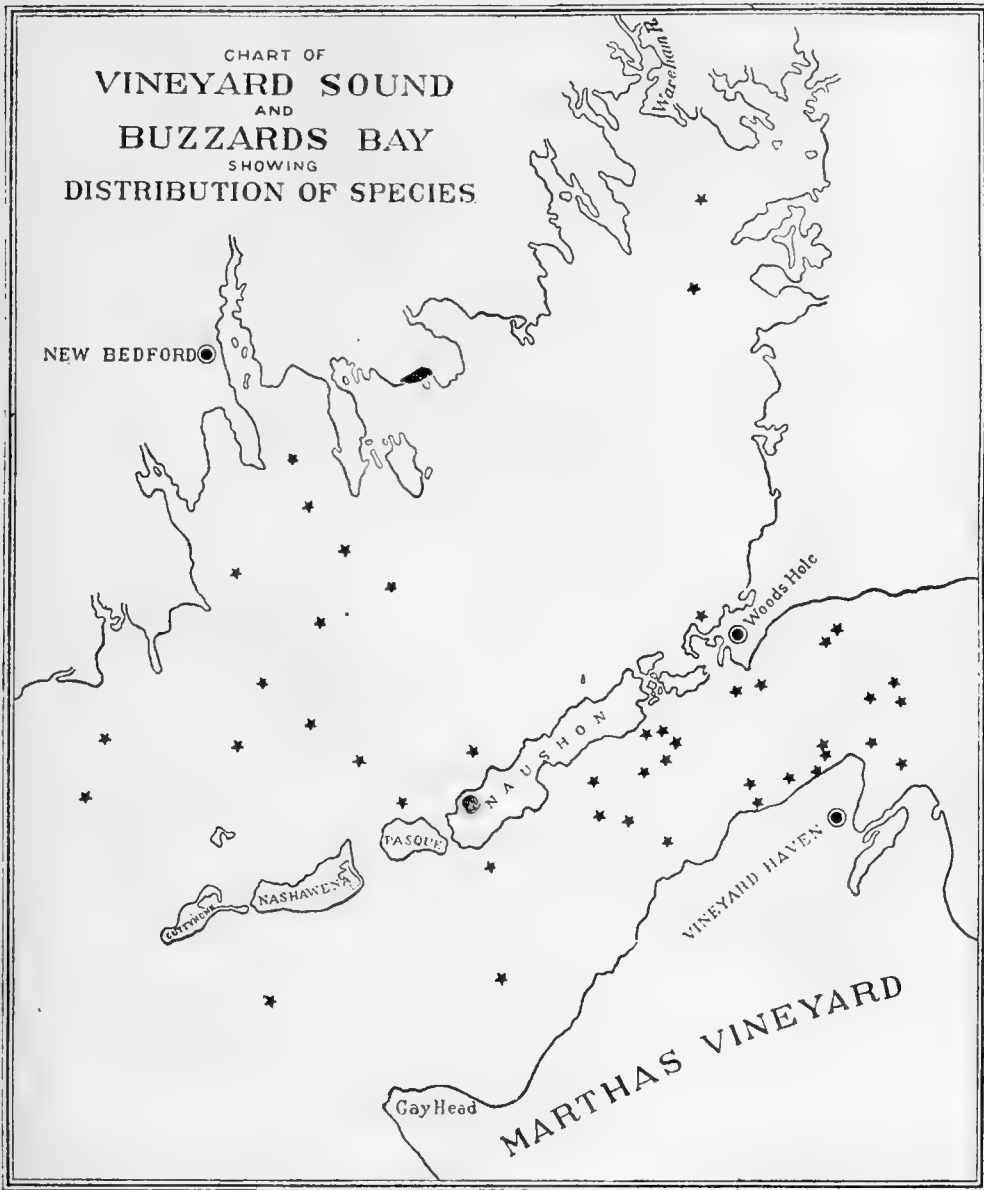 CHART OF
VINEYARD SOUND
AND
BUZZARDS BAY
SHOWING
DISTRIBUTION OF SPECIES
Wareham R
NEW BEDFORD
Woods Hole
NAUSHON
PASQUE
NASHAWENA
CUTTYHUNK
VINEYARD HAVEN
MARTHAS VINEYARD
Gay Head